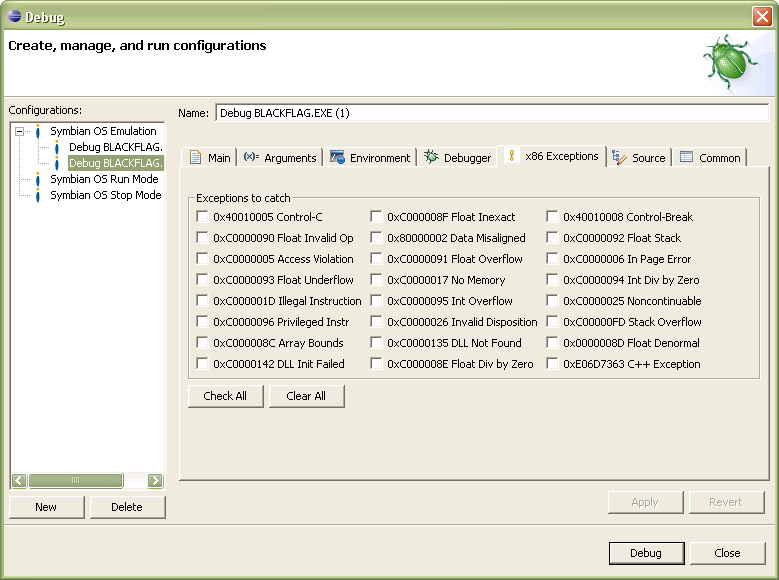 Debug
Create, manage, and run configurations
Configurations:
Symbian OS Emulation
Debug BLACKFLAG.
Debug BLACKFLAG.
Symbian OS Run Mode
Symbian OS Stop Mode
New Delete
Name: Debug BLACKFLAG.EXE (1)
Main (x)= Arguments Environment Debugger x86 Exceptions Source Common
Exceptions to catch
0x40010005 Control-C 0xC000008F Float Inexact 0x40010008 Control-Break
0xC0000090 Float Invalid Op 0x80000002 Data Misaligned 0xC0000092 Float Stack
0xC0000005 Access Violation 0xC0000091 Float Overflow 0xC0000006 In Page Error
0xC0000093 Float Underflow 0xC0000017 No Memory 0xC0000094 Int Div by Zero
0xC000001D Illegal Instruction 0xC0000095 Int Overflow 0xC0000025 Noncontinuable
0xC0000096 Privileged Instr 0xC0000026 Invalid Disposition 0xC00000FD Stack Overflow
0xC000008C Array Bounds 0xC0000135 DLL Not Found 0x0000008D Float Denormal
0xC0000142 DLL Init Failed 0xC000008E Float Div by Zero 0xE06D7363 C++ Exception
Check All Clear All
Apply Revert
Debug Close